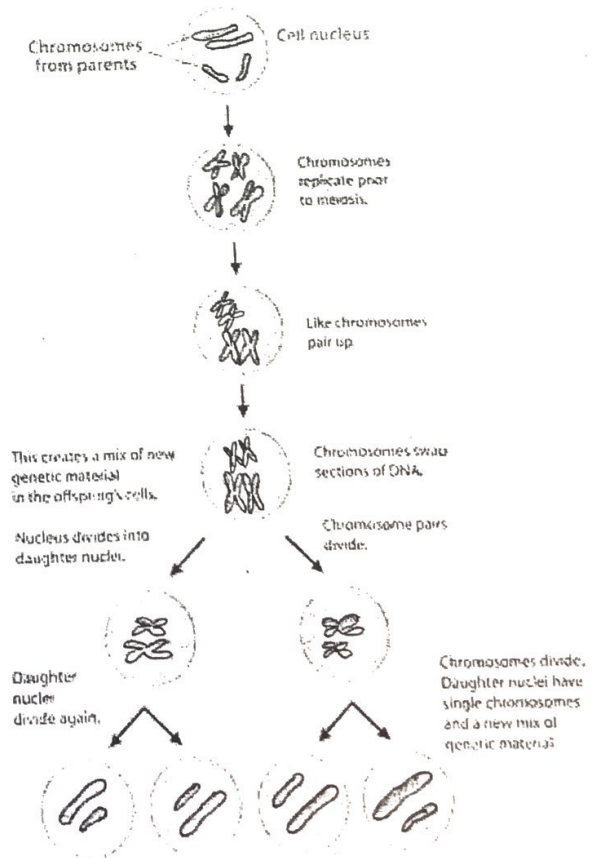 Chromosomes
from parents
Cell nucleus
Chromosomes
replicate prior
to meiosis.
Like chromosomes
pair up
This creates a mix of new
genetic material
in the offspring's cells.
Chromosomes swap
sections of DNA.
Nucleus divides into
daughter nuclei.
Chromosome pairs
divide.
Daughter
nuclei
divide again.
Chromosomes divide.
Daughter nuclei have
single chromosomes
and a new mix of
genetic material